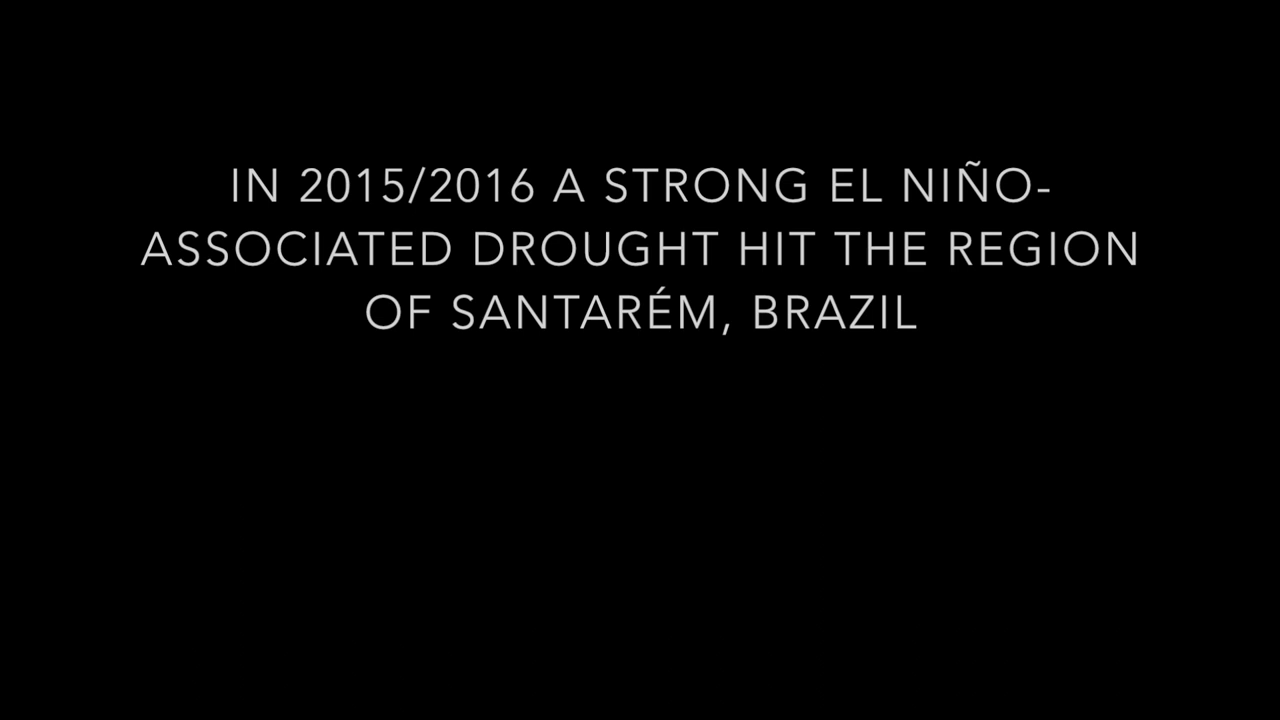 IN 2015/2016 A STRONG EL NIÑO-
ASSOCIATED DROUGHT HIT THE REGION
OF SANTARÉM, BRAZIL